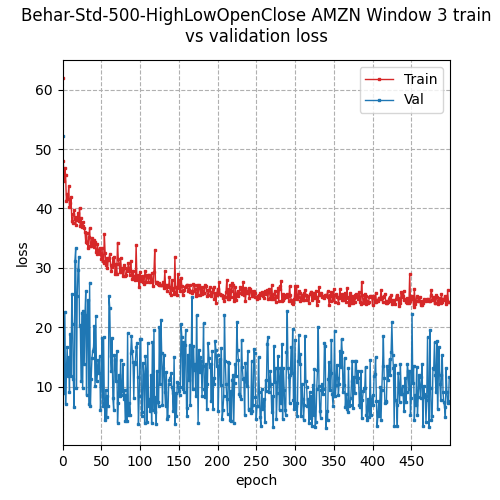 Behar-Std-500-HighLowOpenClose AMZN Window 3 train
vs validation loss
Train
Val
60
50
40
30
20
10
loss
0 50 100 150 200 250 300 350 400 450
epoch